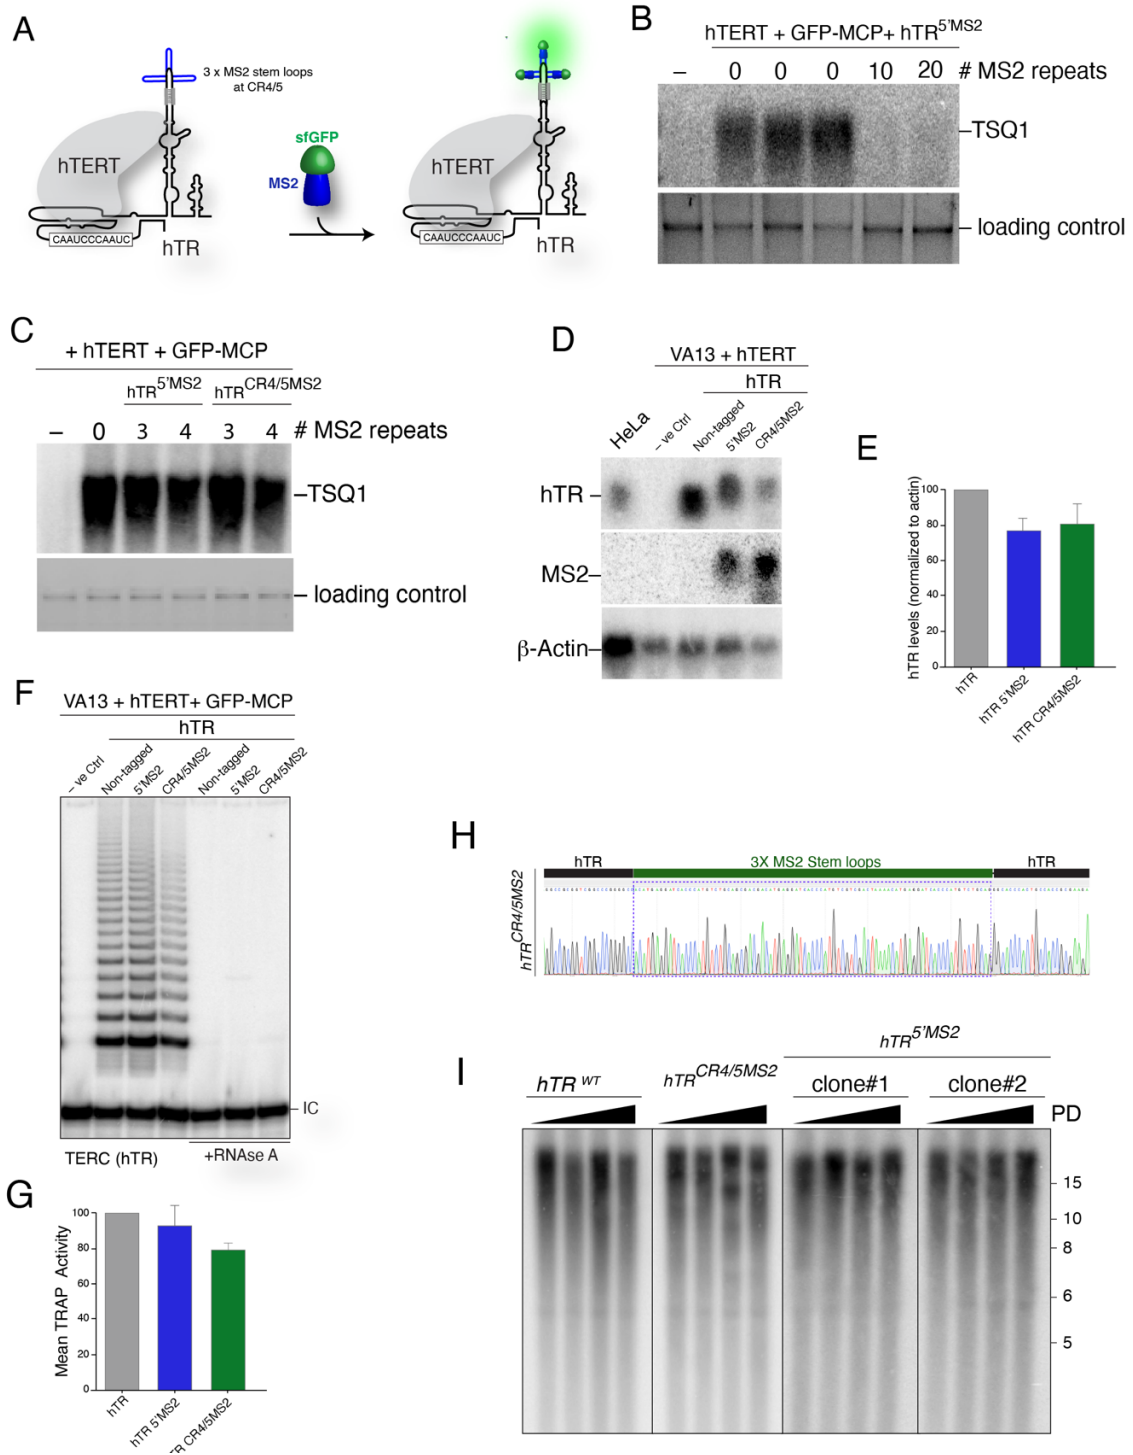 A
3 x MS2 stem loops
at CR4/5
hTERT
CAAUCCCAAUC
hTR
sfGFP
MS2
hTERT
CAAUCCCAAUC
hTR
B
hTERT + GFP-MCP+ hTR5'MS2
– 0 0 0 10 20 # MS2 repeats
–TSQ1
– loading control
C
+ hTERT + GFP-MCP
hTR5'MS2 hTRCR4/5MS2
– 0 3 4 3 4 # MS2 repeats
–TSQ1
– loading control
D
VA13 + hTERT
hTR
HeLa – ve Ctrl Non-tagged 5'MS2 CR4/5MS2
hTR –
MS2–
β-Actin–
E
hTR levels (normalized to actin)
100
80
60
40
20
0
hTR hTR 5'MS2 hTR CR4/5MS2
F
VA13 + hTERT+ GFP-MCP
hTR
– ve Ctrl Non-tagged 5'MS2 CR4/5MS2 Non-tagged 5'MS2 CR4/5MS2
– IC
TERC (hTR) +RNAse A
G
Mean TRAP Activity
100
80
60
40
20
0
hTR hTR 5'MS2 TR CR4/5MS2
H
hTR 3X MS2 Stem loops hTR
hTRCR4/5MS2
I
hTR WT hTRCR4/5MS2 hTR5'MS2
clone#1 clone#2
PD
- 15
- 10
- 8
- 6
- 5